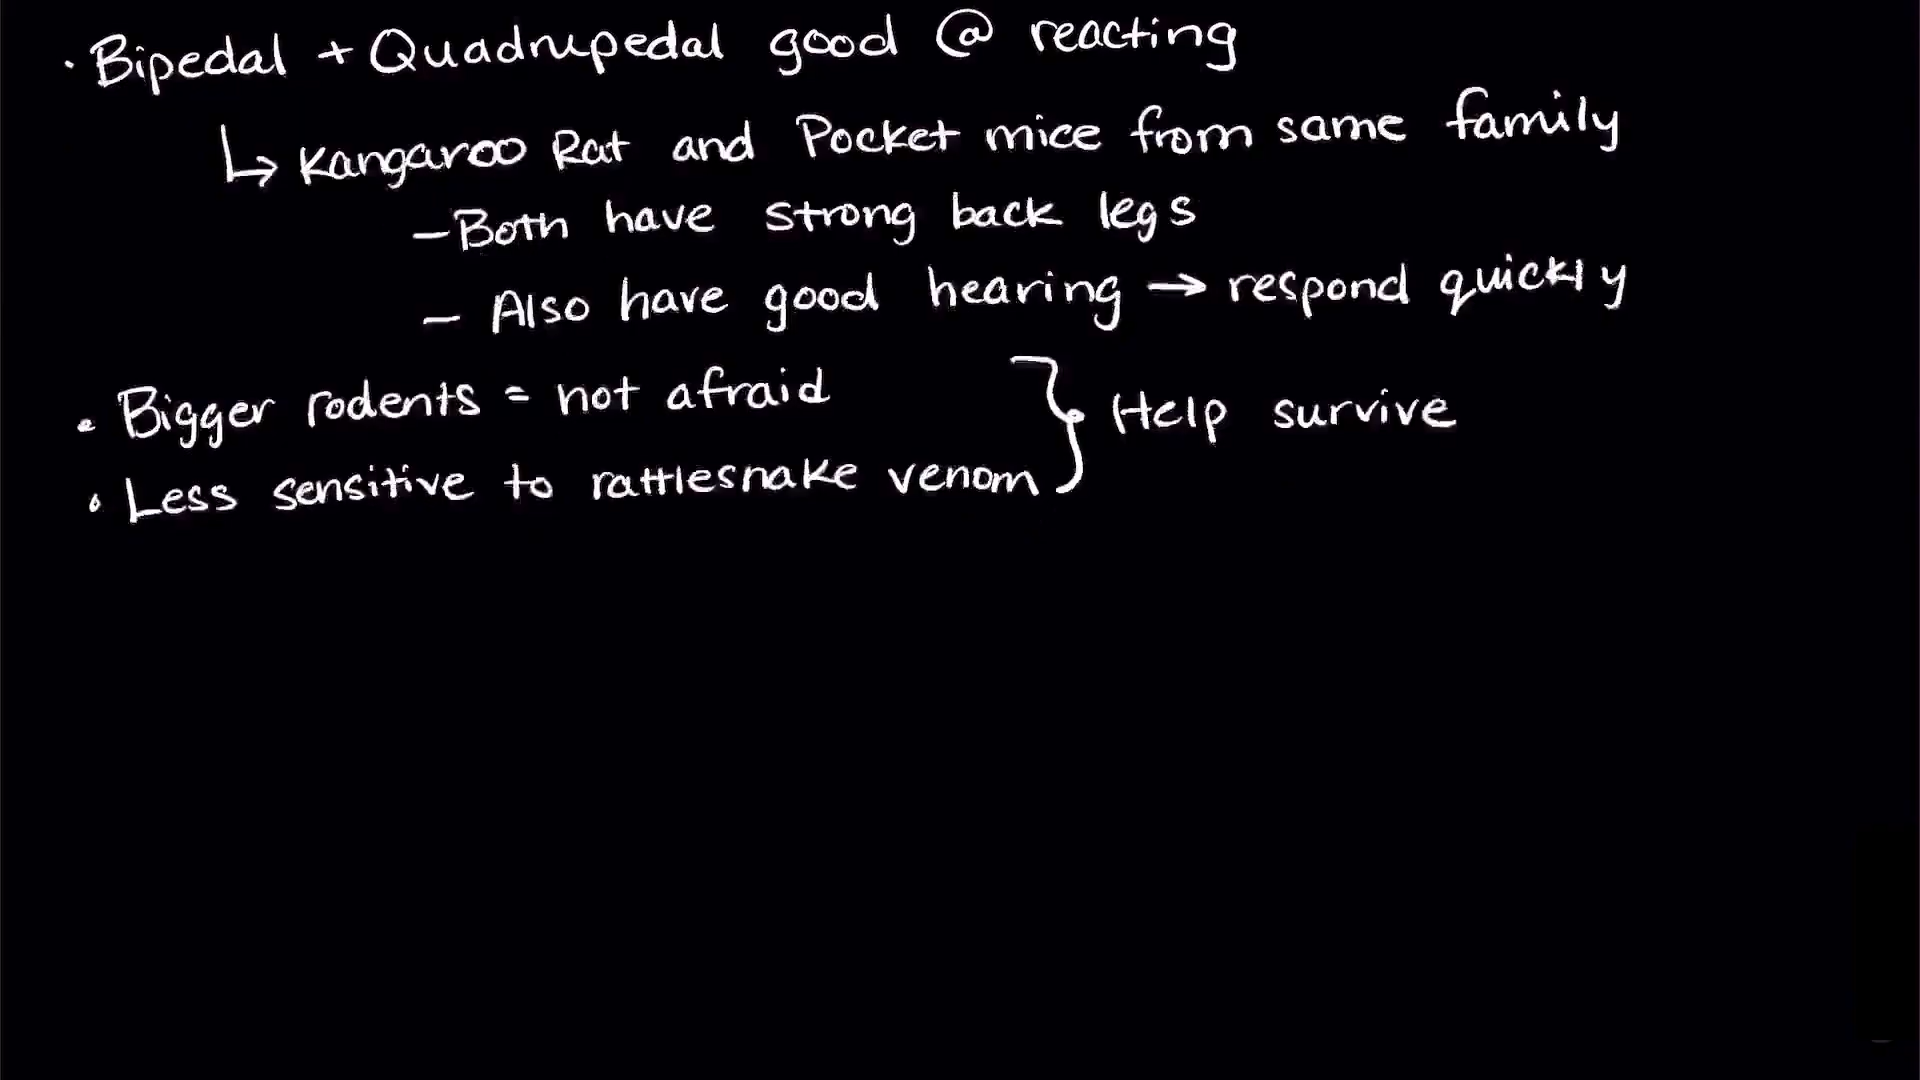 · Bipedal + Quadrupedal good @ reacting
↳ Kangaroo Rat and Pocket mice from same family
- Both have strong back legs
- Also have good hearing → respond quickly
• Bigger rodents = not afraid
• Less sensitive to rattlesnake venom } Help survive